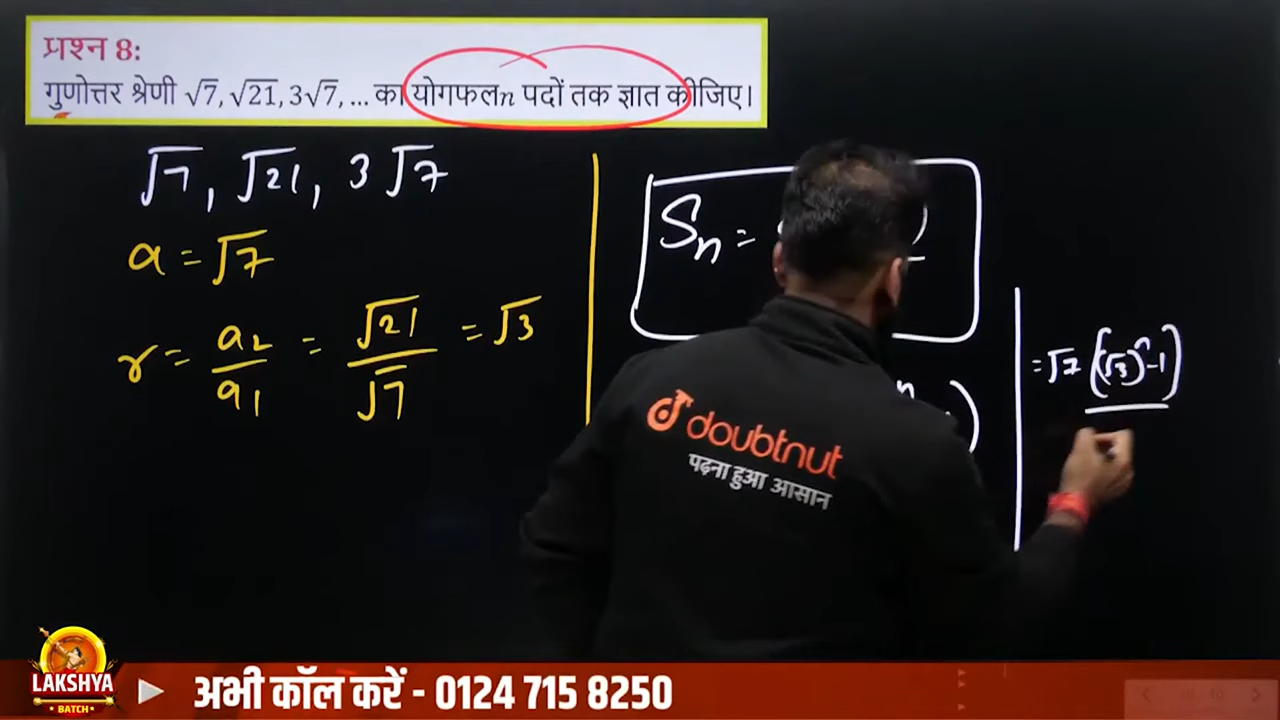 प्रश्न 8:
गुणोत्तर श्रेणी √7, √21, 3√7, ... का योगफलn पदों तक ज्ञात कीजिए।
√7, √21, 3√7
a = √7
r = a₂/a₁ = √21/√7 = √3
Sₙ =
= √7 ((√3)ⁿ-1)
doubtnut
पढ़ना हुआ आसान
LAKSHYA
BATCH
अभी कॉल करें - 0124 715 8250